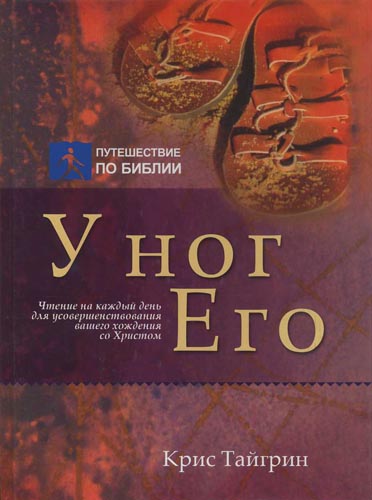 ПУТЕШЕСТВИЕ
ПО БИБЛИИ
У ног
Чтение на каждый день
для усовершенствования
вашего хождения
со Христом
Его
Крис Тайгрин